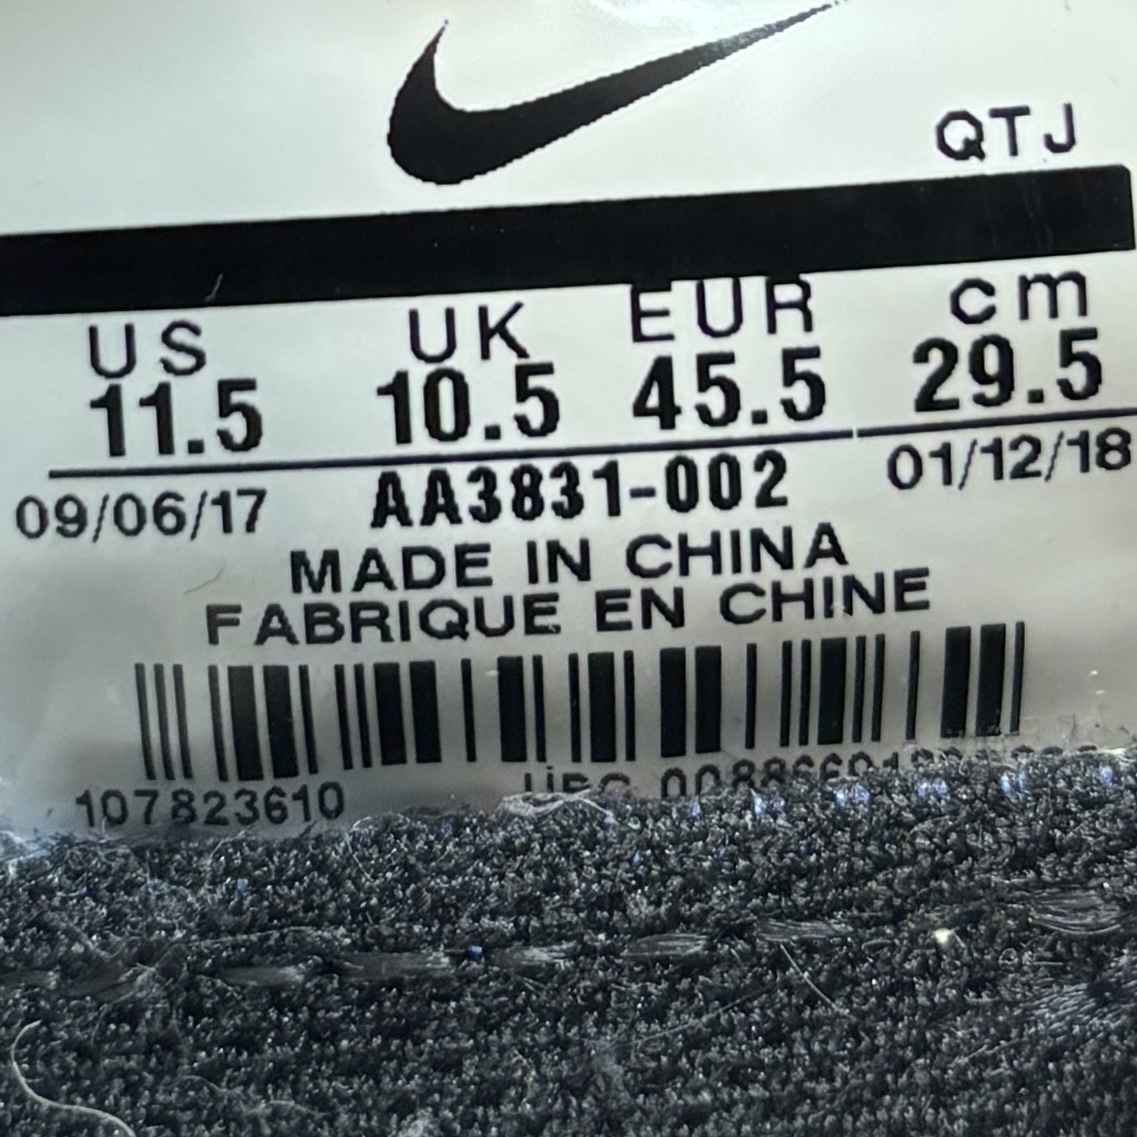 QTJ
US UK EUR cm
11.5 10.5 45.5 29.5
09/06/17 AA3831-002 01/12/18
MADE IN CHINA
FABRIQUE EN CHINE
107823610 UPC